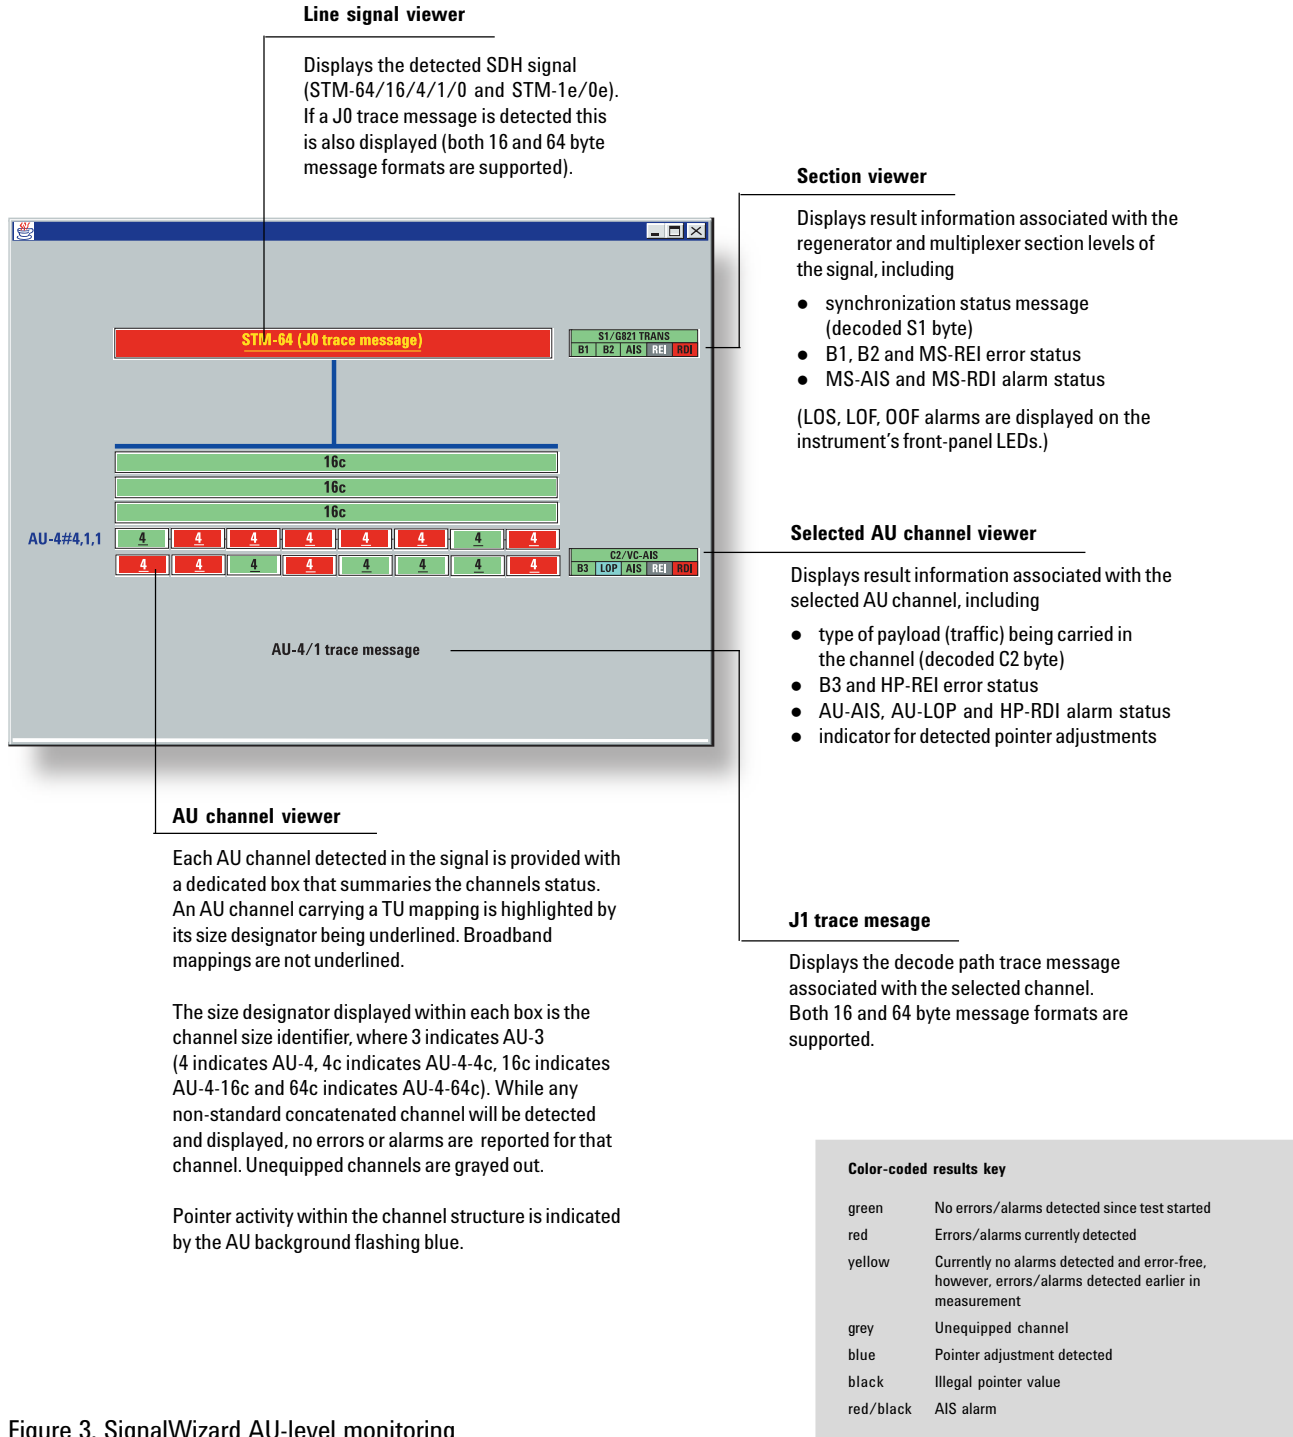 Line signal viewer
Displays the detected SDH signal
(STM-64/16/4/1/0 and STM-1e/0e).
If a J0 trace message is detected this
is also displayed (both 16 and 64 byte
message formats are supported).
Section viewer
Displays result information associated with the
regenerator and multiplexer section levels of
the signal, including
● synchronization status message
(decoded S1 byte)
● B1, B2 and MS-REI error status
● MS-AIS and MS-RDI alarm status
(LOS, LOF, OOF alarms are displayed on the
instrument's front-panel LEDs.)
STM-64 (J0 trace message)
S1/G821 TRANS
B1 B2 AIS REI RDI
16c
16c
16c
AU-4#4,1,1
4 4 4 4 4 4 4 4
4 4 4 4 4 4 4 4
C2/VC-AIS
B3 LOP AIS REI RDI
AU-4/1 trace message
Selected AU channel viewer
Displays result information associated with the
selected AU channel, including
● type of payload (traffic) being carried in
the channel (decoded C2 byte)
● B3 and HP-REI error status
● AU-AIS, AU-LOP and HP-RDI alarm status
● indicator for detected pointer adjustments
AU channel viewer
Each AU channel detected in the signal is provided with
a dedicated box that summaries the channels status.
An AU channel carrying a TU mapping is highlighted by
its size designator being underlined. Broadband
mappings are not underlined.
The size designator displayed within each box is the
channel size identifier, where 3 indicates AU-3
(4 indicates AU-4, 4c indicates AU-4-4c, 16c indicates
AU-4-16c and 64c indicates AU-4-64c). While any
non-standard concatenated channel will be detected
and displayed, no errors or alarms are reported for that
channel. Unequipped channels are grayed out.
Pointer activity within the channel structure is indicated
by the AU background flashing blue.
J1 trace mesage
Displays the decode path trace message
associated with the selected channel.
Both 16 and 64 byte message formats are
supported.
Color-coded results key
green No errors/alarms detected since test started
red Errors/alarms currently detected
yellow Currently no alarms detected and error-free,
however, errors/alarms detected earlier in
measurement
grey Unequipped channel
blue Pointer adjustment detected
black Illegal pointer value
red/black AIS alarm
Figure 3. SignalWizard AU-level monitoring